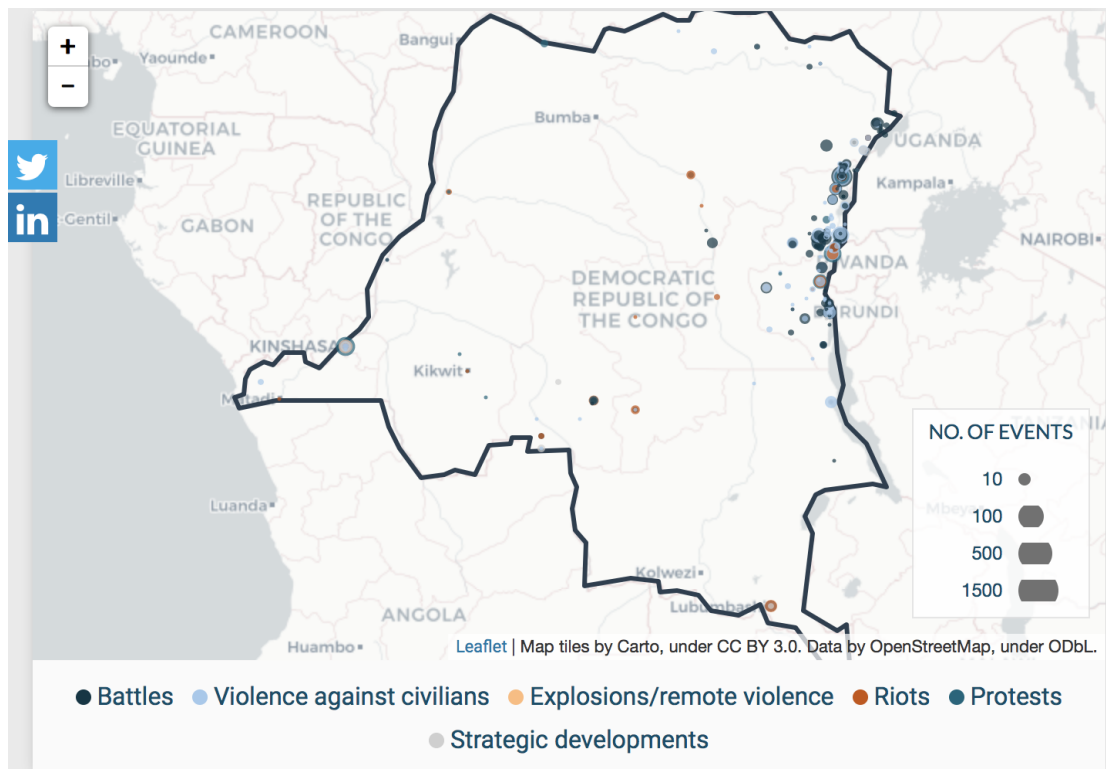 +
CAMEROON
Bangui
Yaounde
−
Bumba
EQUATORIAL
GUINEA
UGANDA
Libreville
Kampala
in
REPUBLIC
OF THE
CONGO
GABON
NAIROBI
DEMOCRATIC
REPUBLIC OF
THE CONGO
KINSHASA
Kikwit
Matadi
NO. OF EVENTS
10
100
500
1500
Luanda
Kolwezi
Lubumbashi
ANGOLA
Huambo
Leaflet | Map tiles by Carto, under CC BY 3.0. Data by OpenStreetMap, under ODbL.
Battles Violence against civilians Explosions/remote violence Riots Protests
Strategic developments